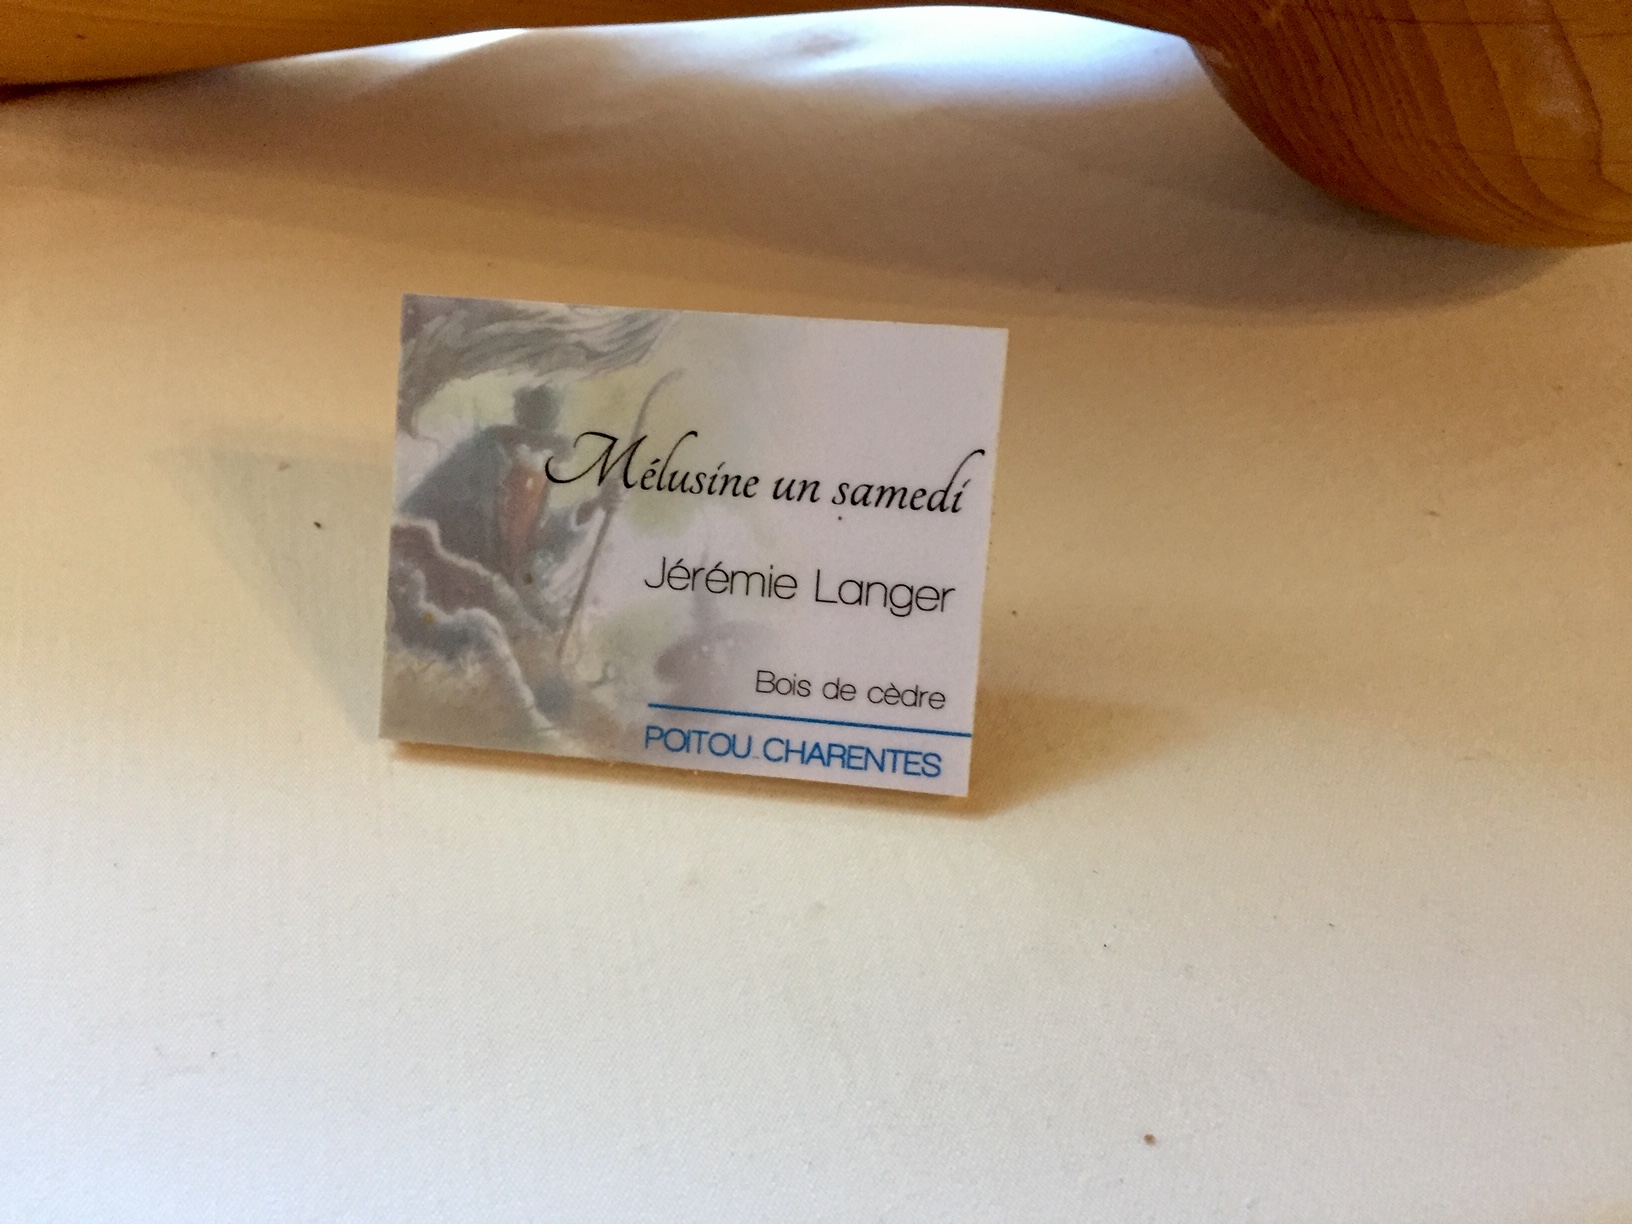 Mélusine un samedi
Jérémie Langer
Bois de cèdre
POITOU-CHARENTES